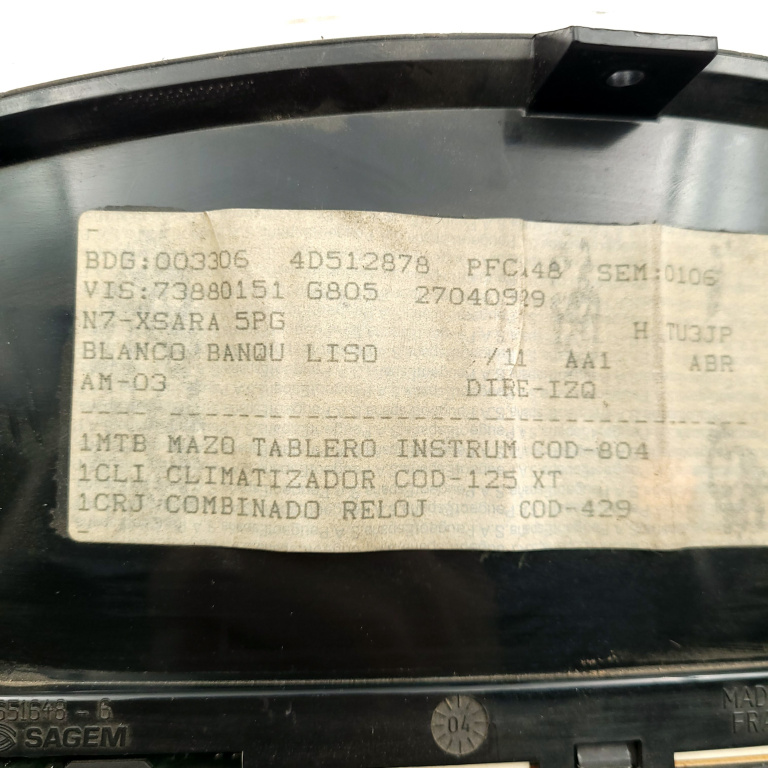 BDG:003306 4D512878 PFC:48 SEM:0106
VIS:73880151 G805 27040929
N7-XSARA 5PG H TU3JP
BLANCO BANQU LISO /11 AA1 ABR
AM-03 DIRE-IZQ
1MTB MAZO TABLERO INSTRUM COD-804
1CLI CLIMATIZADOR COD-125 XT
1CRJ COMBINADO RELOJ COD-429
651648 - 6
SAGEM
04